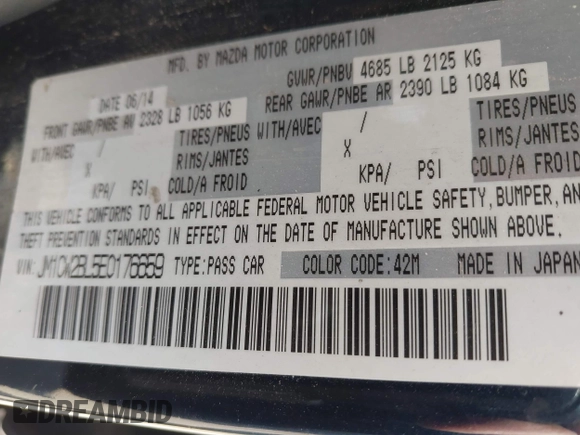 MFD. BY MAZDA MOTOR CORPORATION
GVWR/PNBV 4685 LB 2125 KG
DATE 06/14
FRONT GAWR/PNBE AV 2328 LB 1056 KG
REAR GAWR/PNBE AR 2390 LB 1084 KG
WITH/AVEC / TIRES/PNEUS WITH/AVEC / TIRES/PNEUS
X RIMS/JANTES X RIMS/JANTES
KPA/ PSI COLD/A FROID KPA/ PSI COLD/A FROID
THIS VEHICLE CONFORMS TO ALL APPLICABLE FEDERAL MOTOR VEHICLE SAFETY, BUMPER, AN
THEFT PREVENTION STANDARDS IN EFFECT ON THE DATE OF MANUFACTURE SHOWN ABOVE.
VIN: JM1CW2BL5E0176659 TYPE:PASS CAR COLOR CODE:42M MADE IN JAPAN
DREAMBID